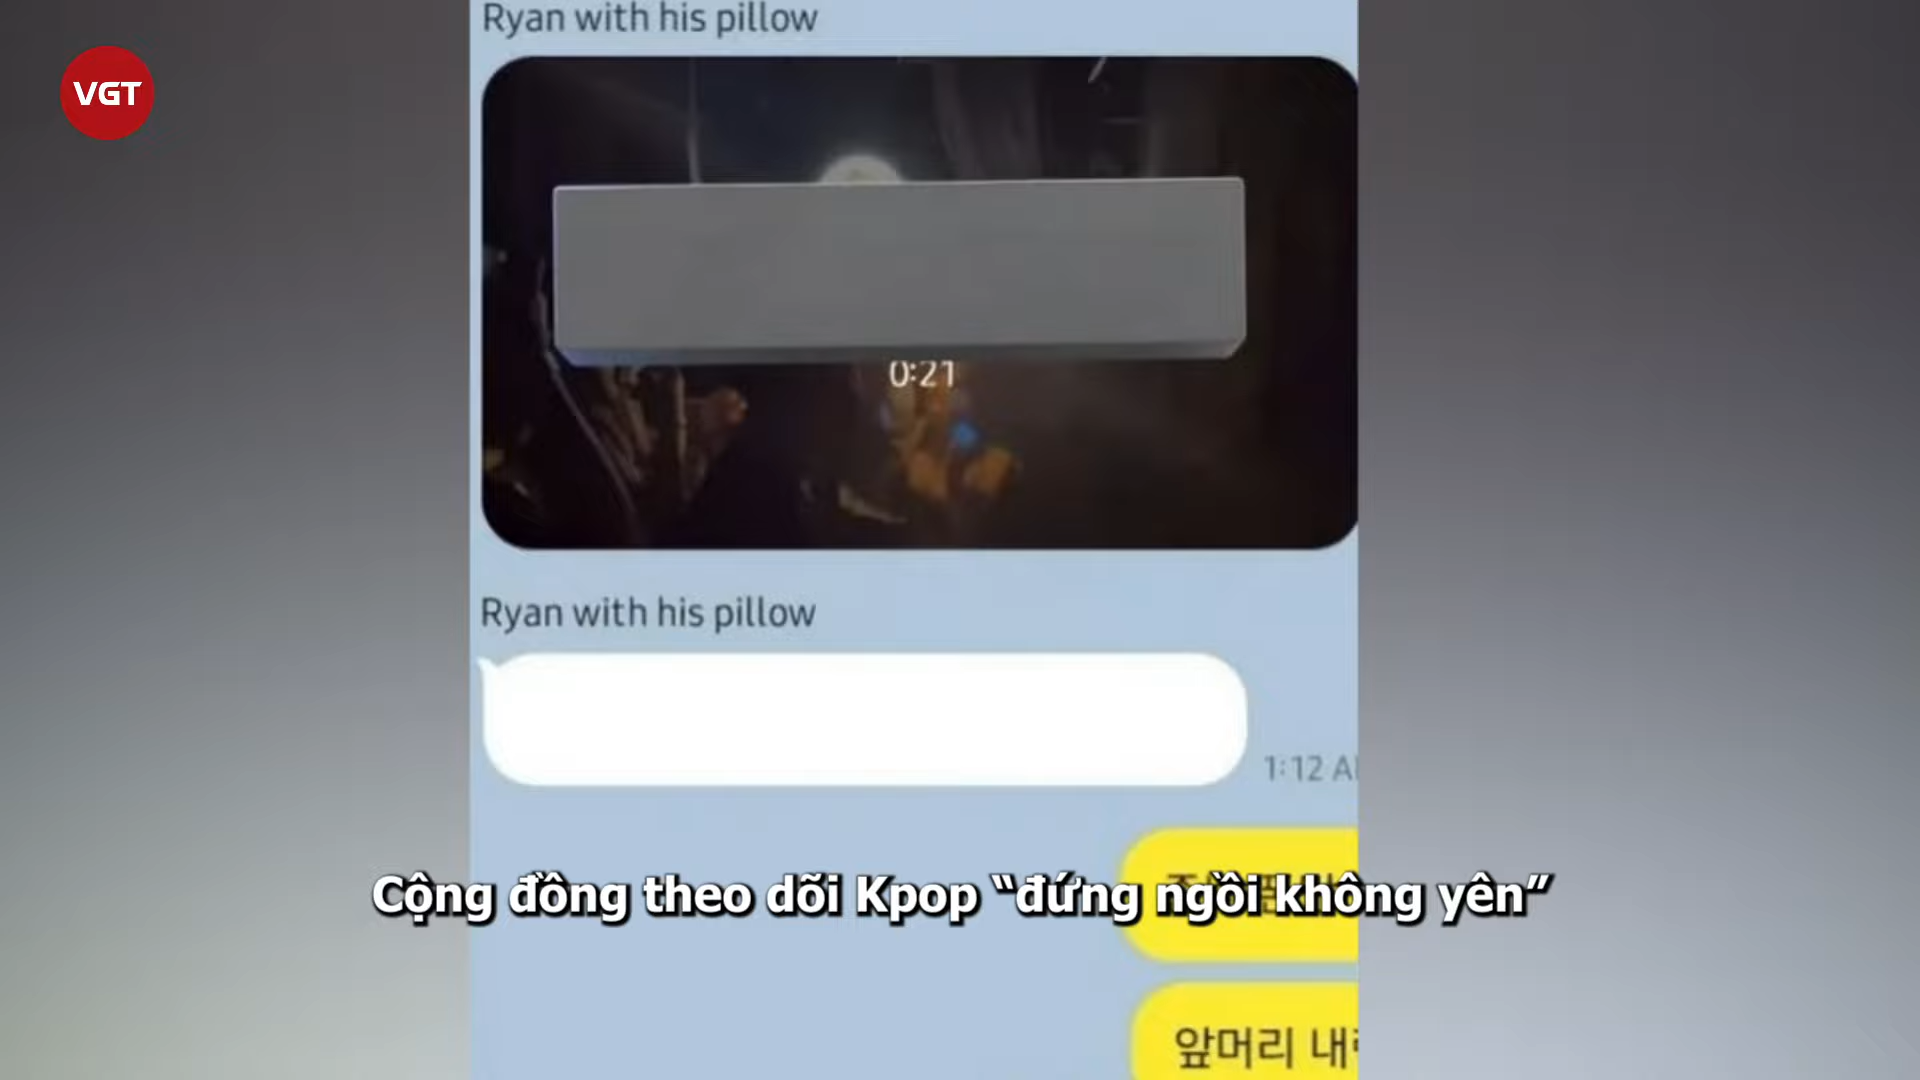 Ryan with his pillow
VGT
0:21
Ryan with his pillow
1:12
Cộng đồng theo dõi Kpop “đứng ngồi không yên”
앞머리